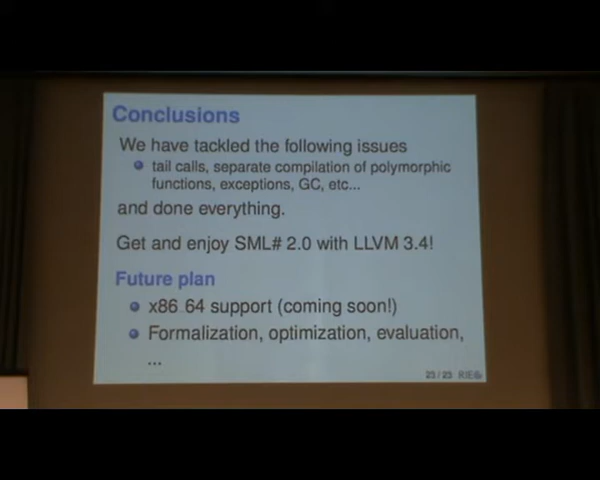 Conclusions
We have tackled the following issues
tail calls, separate compilation of polymorphic
functions, exceptions, GC, etc...
and done everything.
Get and enjoy SML# 2.0 with LLVM 3.4!
Future plan
x86 64 support (coming soon!)
Formalization, optimization, evaluation,
...
23 / 23